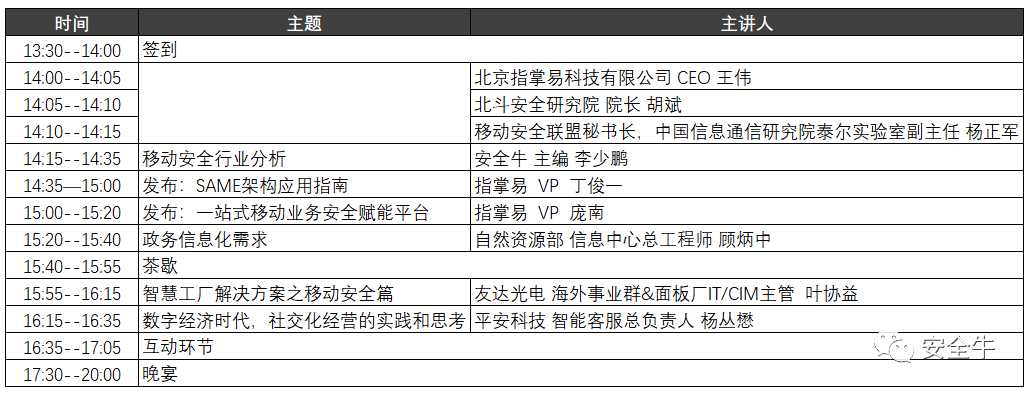 时间 主题 主讲人
13:30--14:00 签到
14:00--14:05 北京指掌易科技有限公司 CEO 王伟
14:05--14:10 北斗安全研究院 院长 胡斌
14:10--14:15 移动安全联盟秘书长，中国信息通信研究院泰尔实验室副主任 杨正军
14:15--14:35 移动安全行业分析 安全牛 主编 李少鹏
14:35—15:00 发布：SAME架构应用指南 指掌易 VP 丁俊一
15:00--15:20 发布：一站式移动业务安全赋能平台 指掌易 VP 庞南
15:20--15:40 政务信息化需求 自然资源部 信息中心总工程师 顾炳中
15:40--15:55 茶歇
15:55--16:15 智慧工厂解决方案之移动安全篇 友达光电 海外事业群&面板厂IT/CIM主管 叶协益
16:15--16:35 数字经济时代，社交化经营的实践和思考 平安科技 智能客服总负责人 杨丛懋
16:35--17:05 互动环节
17:30--20:00 晚宴
安全牛